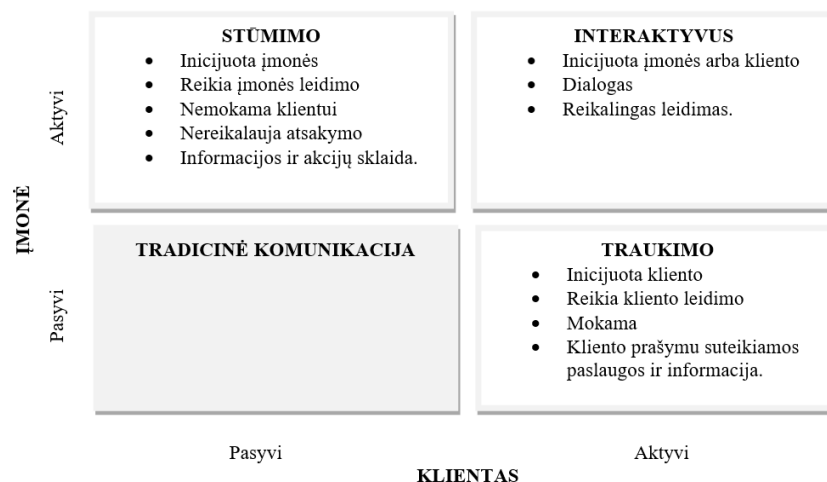 STŪMIMO
• Inicijuota įmonės
• Reikia įmonės leidimo
• Nemokama klientui
• Nereikalauja atsakymo
• Informacijos ir akcijų sklaida.
INTERAKTYVUS
• Inicijuota įmonės arba kliento
• Dialogas
• Reikalingas leidimas.
Aktyvi
ĮMONĖ
TRADICINĖ KOMUNIKACIJA
TRAUKIMO
• Inicijuota kliento
• Reikia kliento leidimo
• Mokama
• Kliento prašymu suteikiamos
paslaugos ir informacija.
Pasyvi
Pasyvi
Aktyvi
KLIENTAS